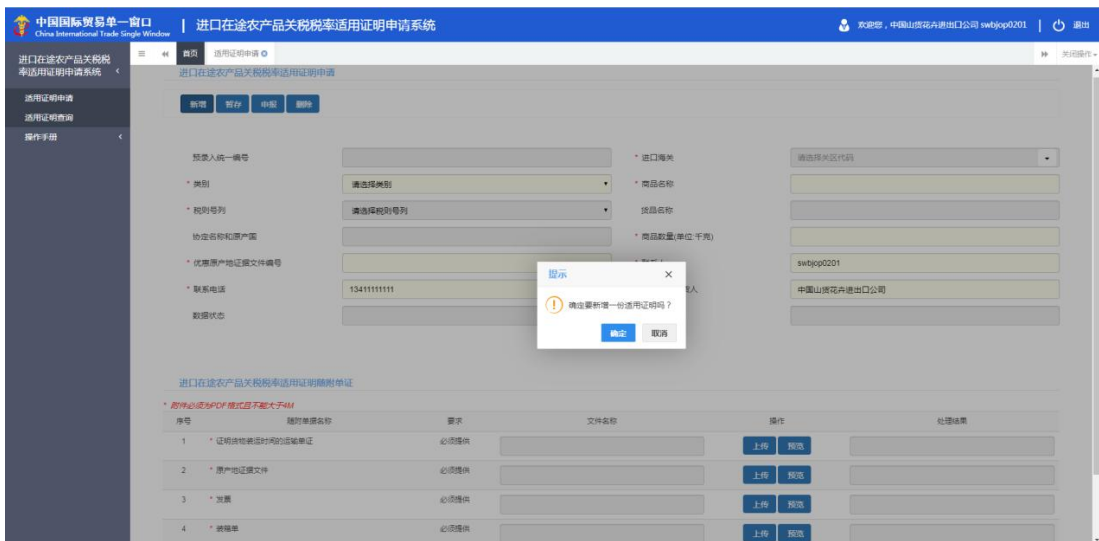 中国国际贸易单一窗口
China International Trade Single Window
进口在途农产品关税税率适用证明申请系统
欢迎您,中国山货花卉进出口公司 swbjop0201
退出
进口在途农产品关税税
率适用证明申请系统
首页
适用证明申请
关闭操作
适用证明申请
适用证明查询
操作手册
进口在途农产品关税税率适用证明申请
新增 暂存 申报 删除
预录入统一编号
* 进口海关 请选择关区代码
* 类别 请选择类别
* 商品名称
* 税则号列 请选择税则号列
货品名称
协定名称和原产国
* 商品数量(单位:千克)
* 优惠原产地证据文件编号
swbjop0201
* 联系电话 13411111111
中国山货花卉进出口公司
数据状态
提示
确定要新增一份适用证明吗?
确定 取消
进口在途农产品关税税率适用证明随附单证
* 附件必须为PDF格式且不能大于4M
序号 随附单据名称 要求 文件名称 操作 处理结果
1 * 证明货物装运时间的运输单证 必须提供 上传 预览
2 * 原产地证据文件 必须提供 上传 预览
3 * 发票 必须提供 上传 预览
4 * 装箱单 必须提供 上传 预览